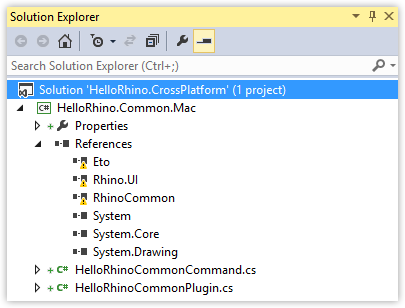 Solution Explorer
Search Solution Explorer (Ctrl+;)
Solution 'HelloRhino.CrossPlatform' (1 project)
C# HelloRhino.Common.Mac
Properties
References
Eto
Rhino.UI
RhinoCommon
System
System.Core
System.Drawing
C# HelloRhinoCommonCommand.cs
C# HelloRhinoCommonPlugin.cs